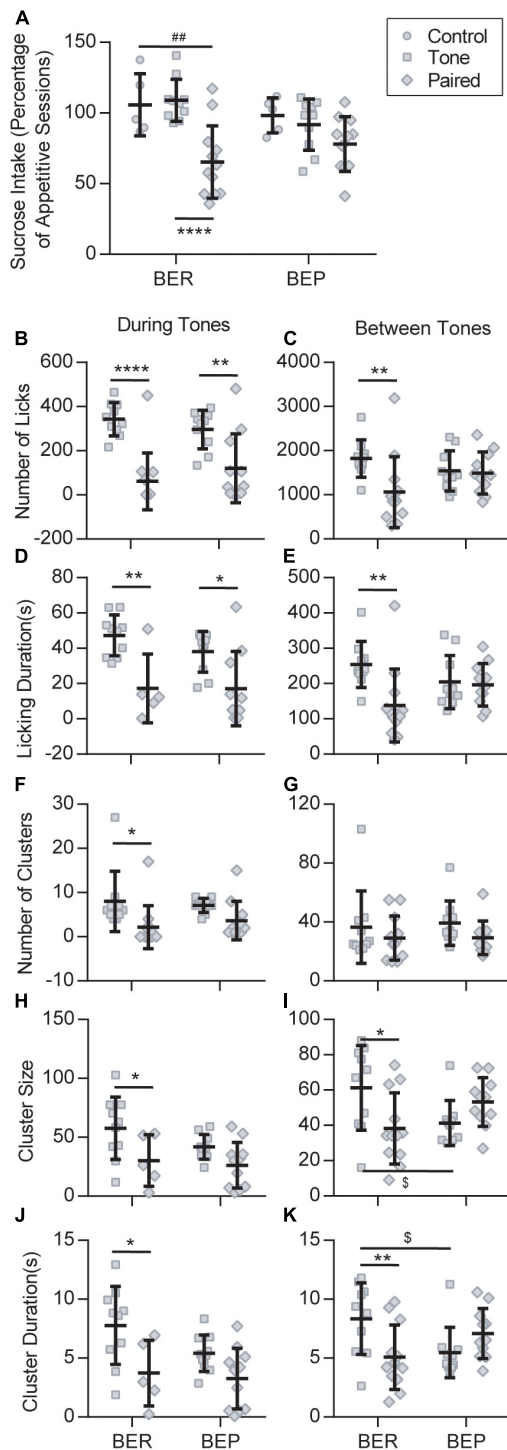 A
Control
Tone
Paired
Sucrose Intake (Percentage
of Appetitive Sessions)
150
100
50
0
##
****
BER
BEP
During Tones
Between Tones
B
Number of Licks
600
400
200
0
-200
****
**
C
4000
3000
2000
1000
0
**
D
Licking Duration(s)
80
60
40
20
0
-20
**
*
E
500
400
300
200
100
0
**
F
Number of Clusters
30
20
10
0
-10
*
G
120
80
40
0
H
Cluster Size
150
100
50
0
*
I
100
80
60
40
20
0
*
$
J
Cluster Duration(s)
15
10
5
0
*
BER
BEP
K
15
10
5
0
$
**
BER
BEP